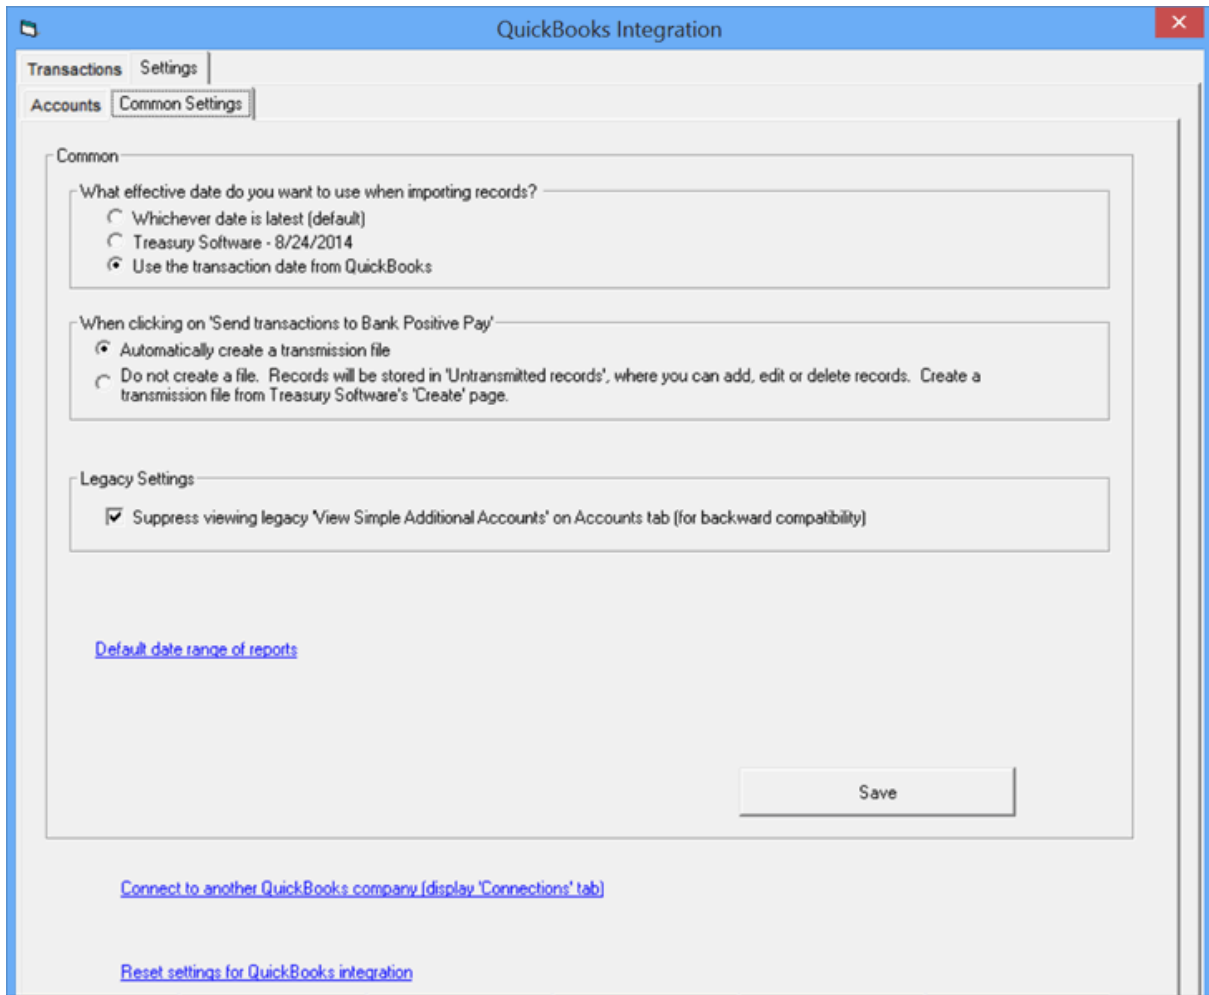 QuickBooks Integration
Transactions Settings
Accounts Common Settings
Common
What effective date do you want to use when importing records?
Whichever date is latest (default)
Treasury Software - 8/24/2014
Use the transaction date from QuickBooks
When clicking on 'Send transactions to Bank Positive Pay'
Automatically create a transmission file
Do not create a file. Records will be stored in 'Untransmitted records', where you can add, edit or delete records. Create a
transmission file from Treasury Software's 'Create' page.
Legacy Settings
Suppress viewing legacy 'View Simple Additional Accounts' on Accounts tab (for backward compatibility)
Default date range of reports
Save
Connect to another QuickBooks company (display 'Connections' tab)
Reset settings for QuickBooks integration